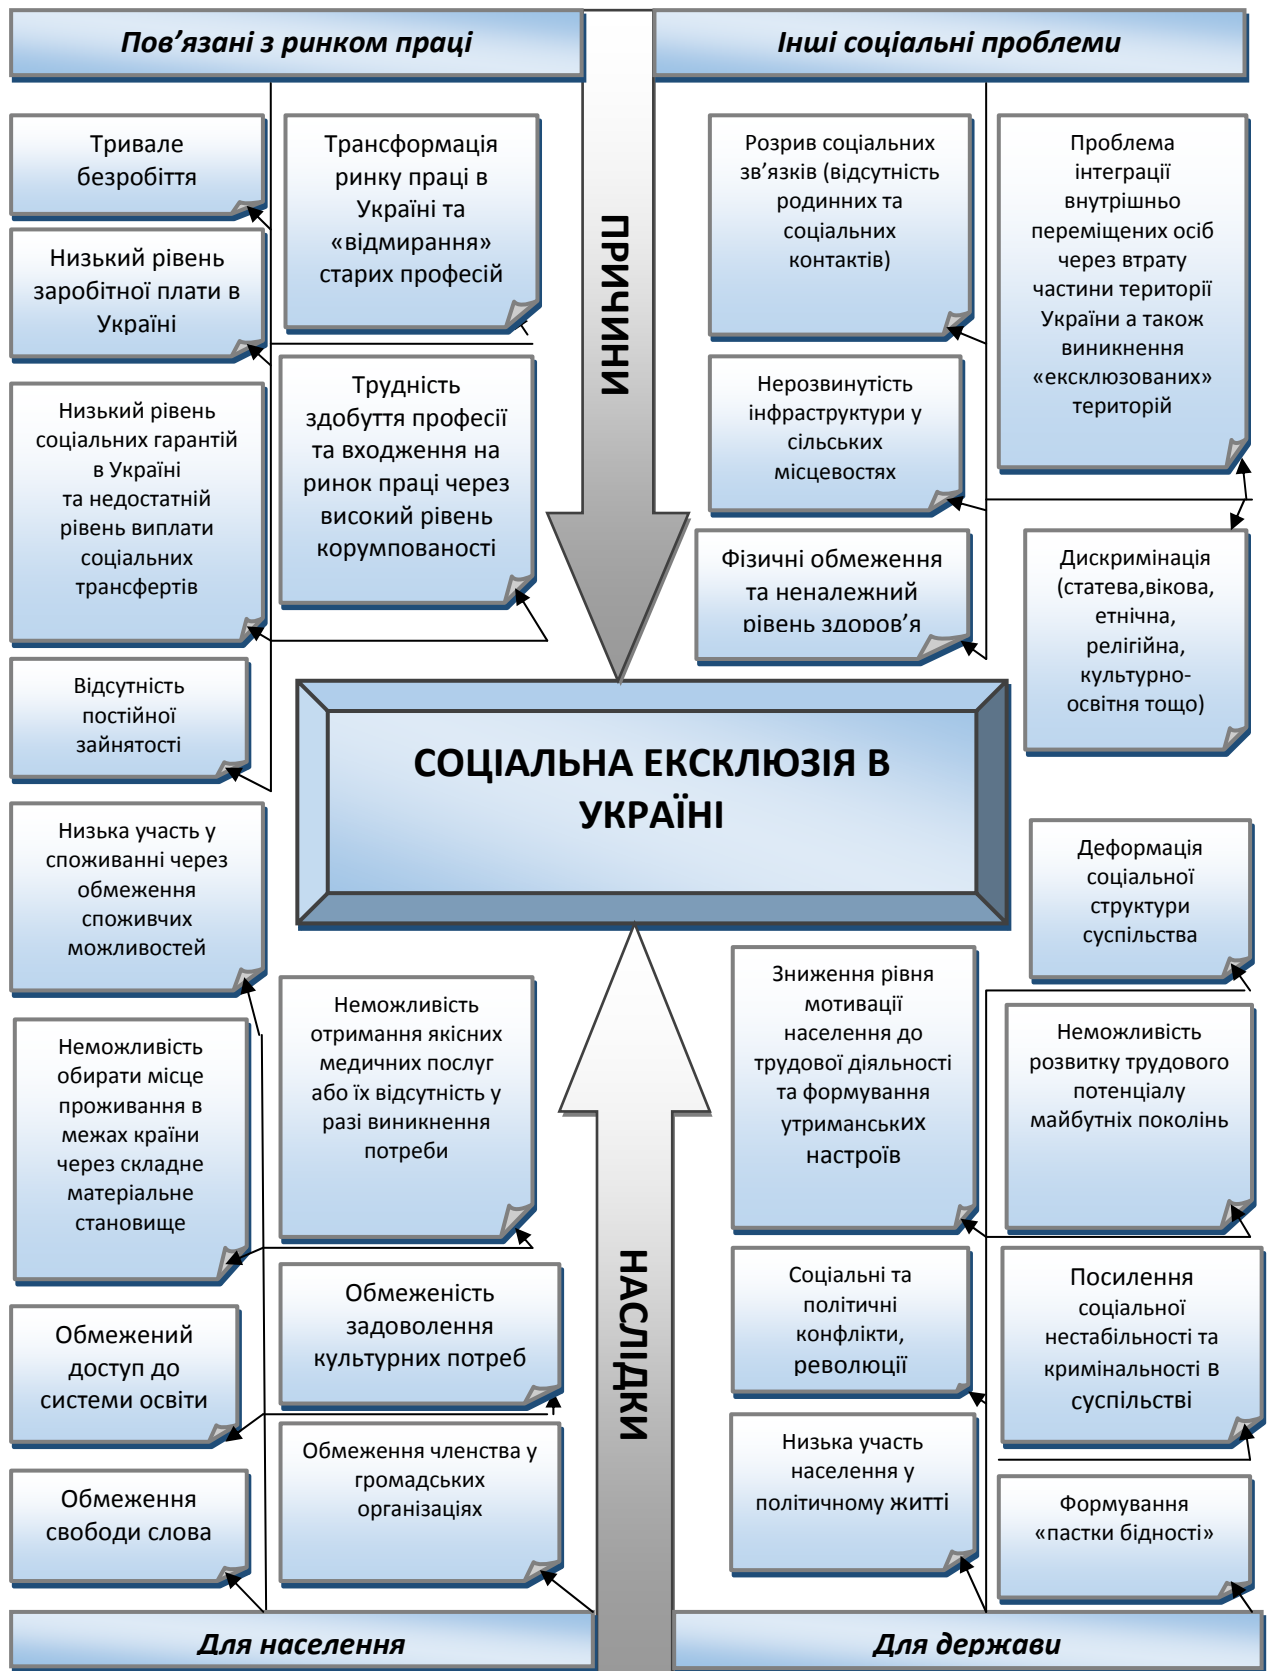 Пов’язані з ринком праці
Інші соціальні проблеми
Тривале
безробіття
Трансформація
ринку праці в
Україні та
«відмирання»
старих професій
Низький рівень
заробітної плати в
Україні
Низький рівень
соціальних гарантій
в Україні
та недостатній
рівень виплати
соціальних
трансфертів
Трудність
здобуття професії
та входження на
ринок праці через
високий рівень
корумпованості
Відсутність
постійної
зайнятості
ПРИЧИНИ
Розрив соціальних
зв’язків (відсутність
родинних та
соціальних
контактів)
Проблема
інтеграції
внутрішньо
переміщених осіб
через втрату
частини території
України а також
виникнення
«ексклюзованих»
територій
Нерозвинутість
інфраструктури у
сільських
місцевостях
Фізичні обмеження
та неналежний
рівень здоров’я
Дискримінація
(статева,вікова,
етнічна,
релігійна,
культурно-
освітня тощо)
СОЦІАЛЬНА ЕКСКЛЮЗІЯ В
УКРАЇНІ
Низька участь у
споживанні через
обмеження
споживчих
можливостей
Неможливість
отримання якісних
медичних послуг
або їх відсутність у
разі виникнення
потреби
Неможливість
обирати місце
проживання в
межах країни
через складне
матеріальне
становище
Обмеженість
задоволення
культурних потреб
Обмежений
доступ до
системи освіти
Обмеження членства у
громадських
організаціях
Обмеження
свободи слова
НАСЛІДКИ
Деформація
соціальної
структури
суспільства
Зниження рівня
мотивації
населення до
трудової діяльності
та формування
утриманських
настроїв
Неможливість
розвитку трудового
потенціалу
майбутніх поколінь
Соціальні та
політичні
конфлікти,
революції
Посилення
соціальної
нестабільності та
кримінальності в
суспільстві
Низька участь
населення у
політичному житті
Формування
«пастки бідності»
Для населення
Для держави